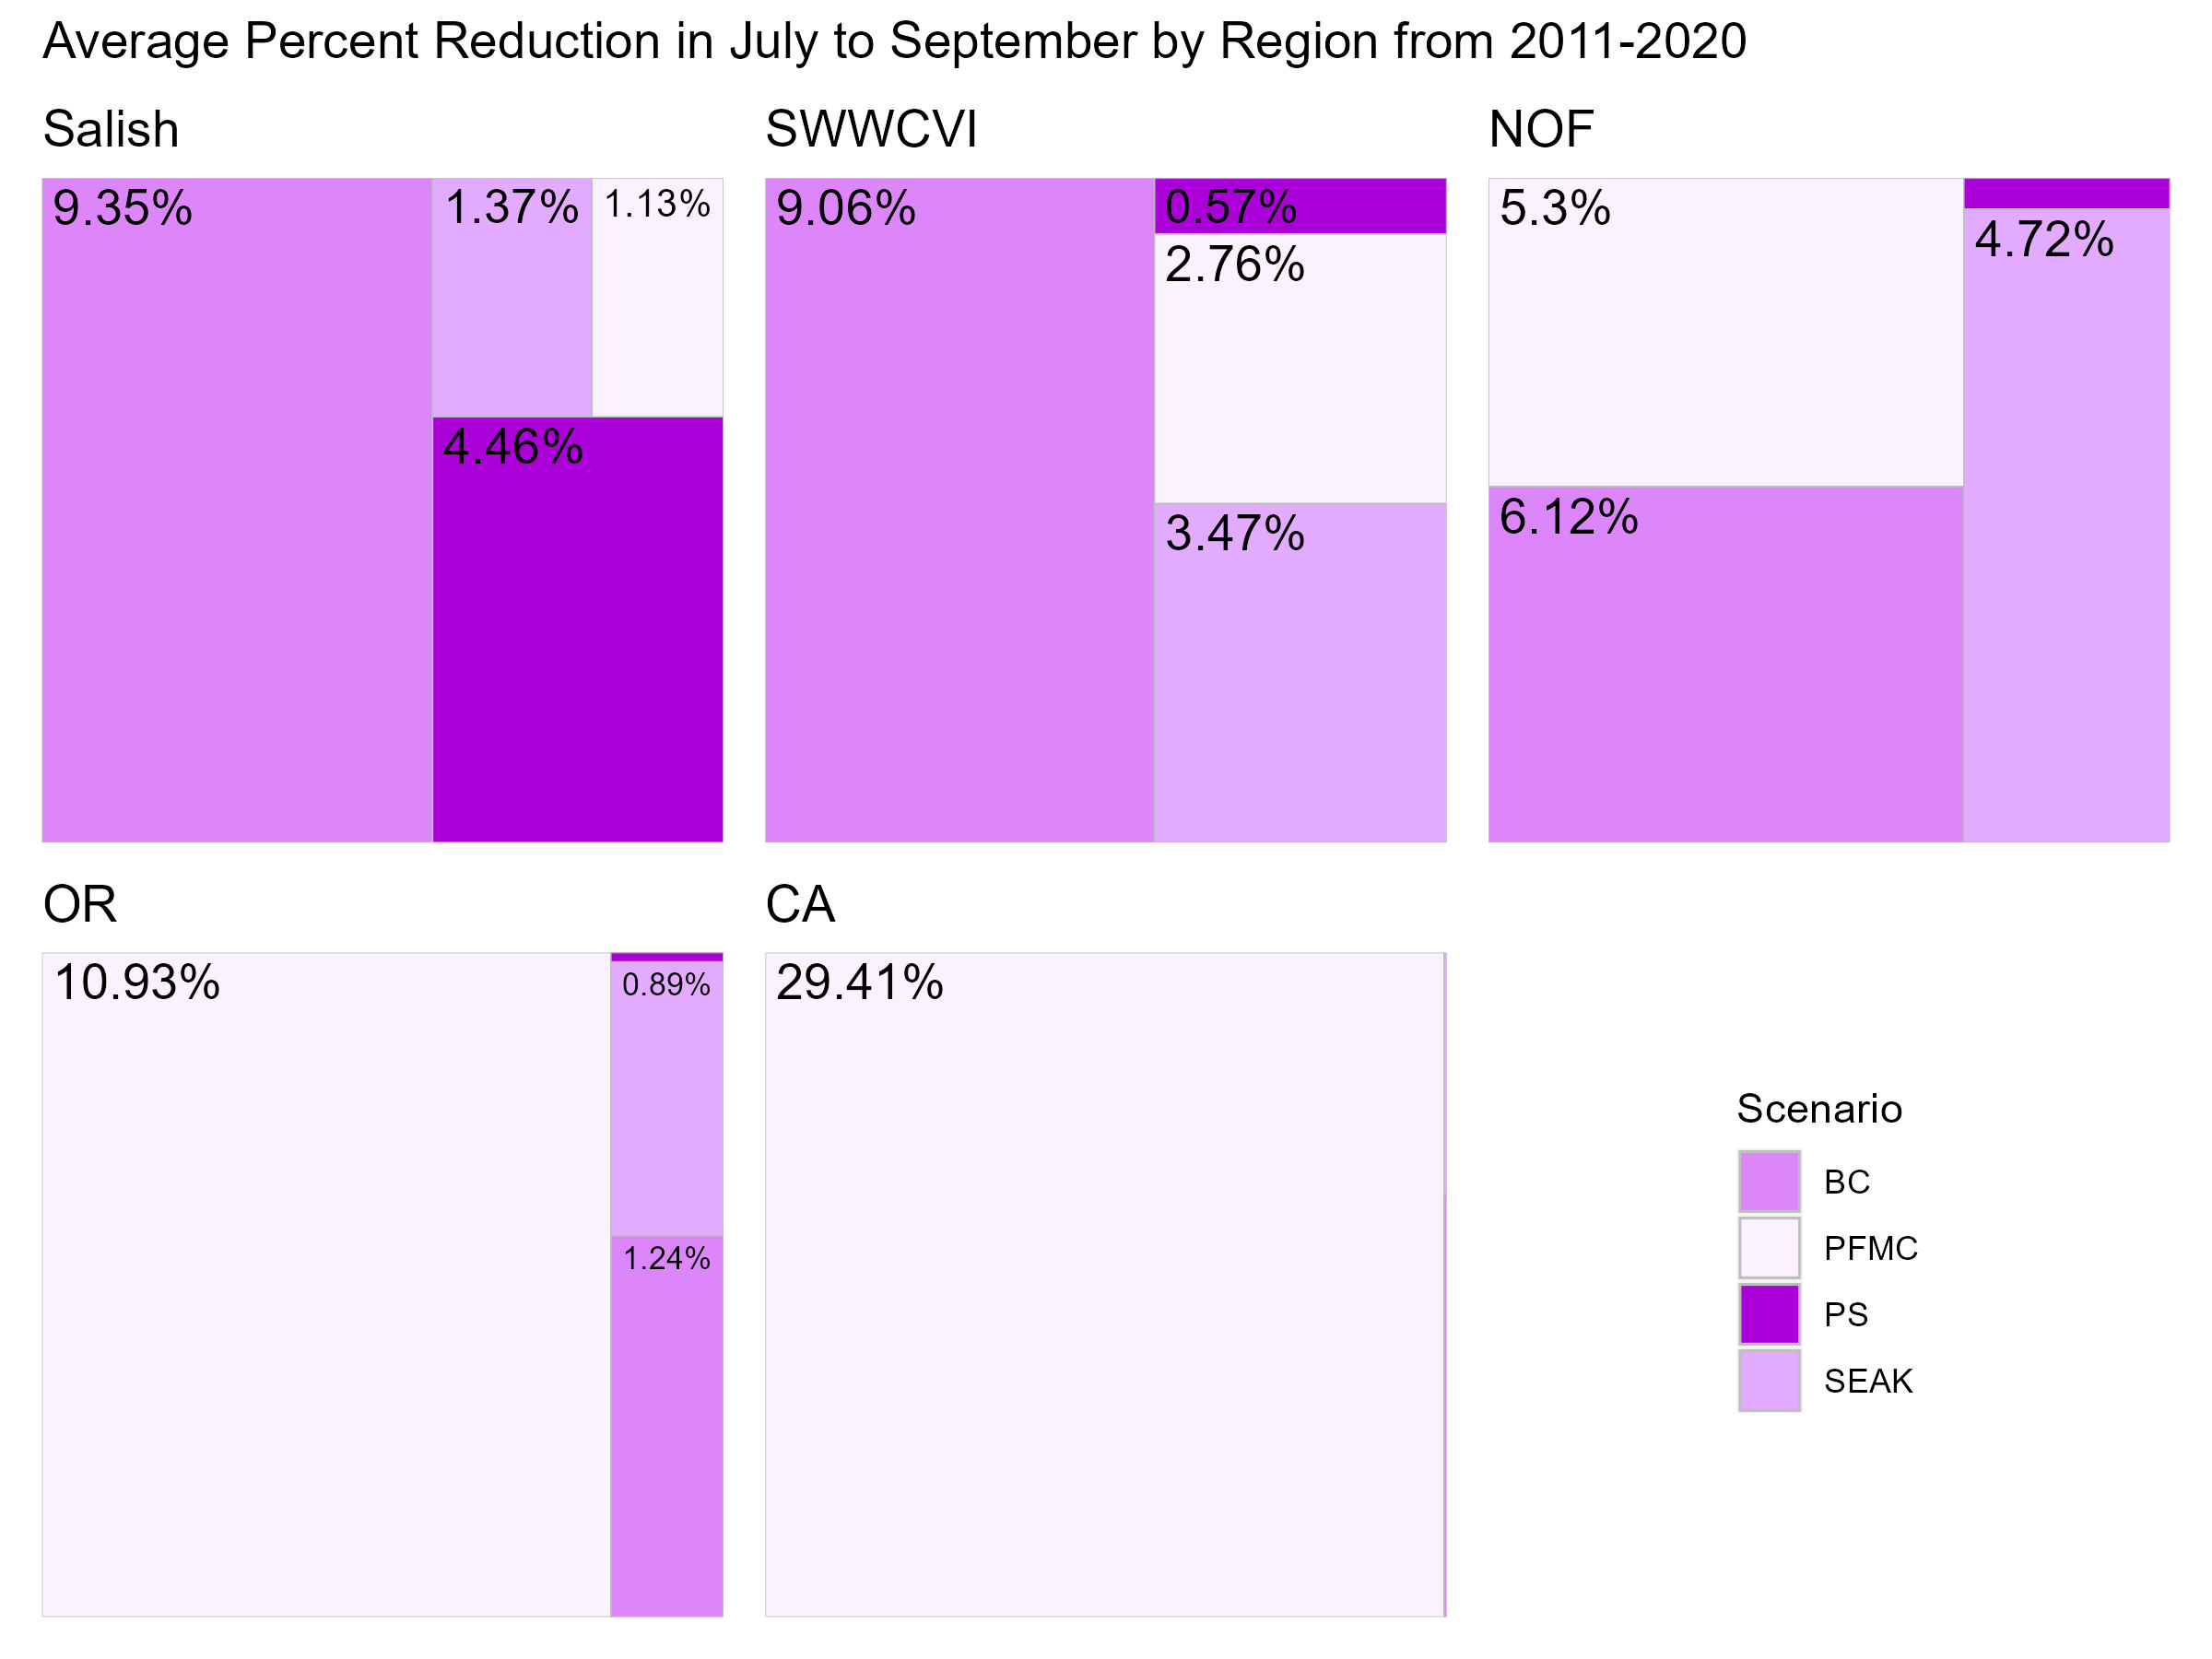 Average Percent Reduction in July to September by Region from 2011-2020
Salish
9.35%
1.37%
1.13%
4.46%
SWWCVI
9.06%
0.57%
2.76%
3.47%
NOF
5.3%
4.72%
6.12%
OR
10.93%
0.89%
1.24%
CA
29.41%
Scenario
BC
PFMC
PS
SEAK